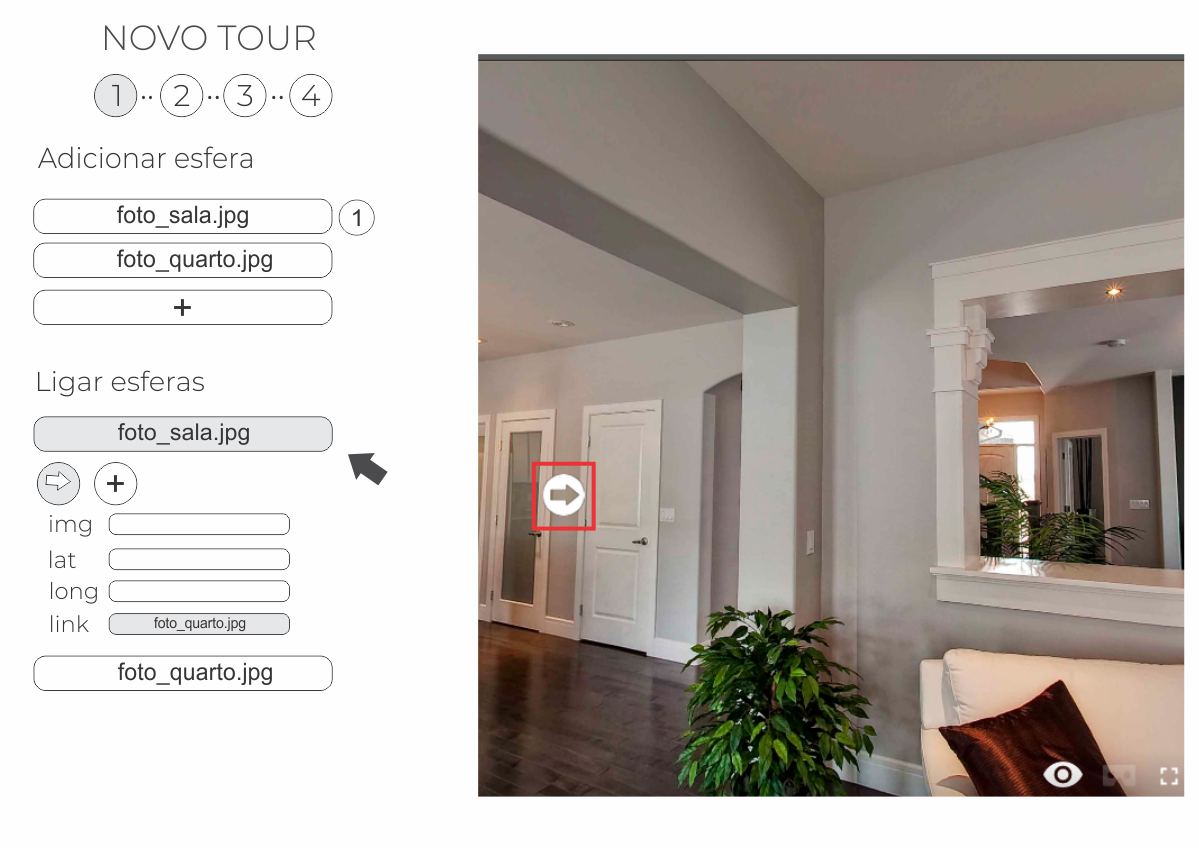 NOVO TOUR
1 ·· 2 ·· 3 ·· 4
Adicionar esfera
foto_sala.jpg 1
foto_quarto.jpg
+
Ligar esferas
foto_sala.jpg
+
img
lat
long
link foto_quarto.jpg
foto_quarto.jpg